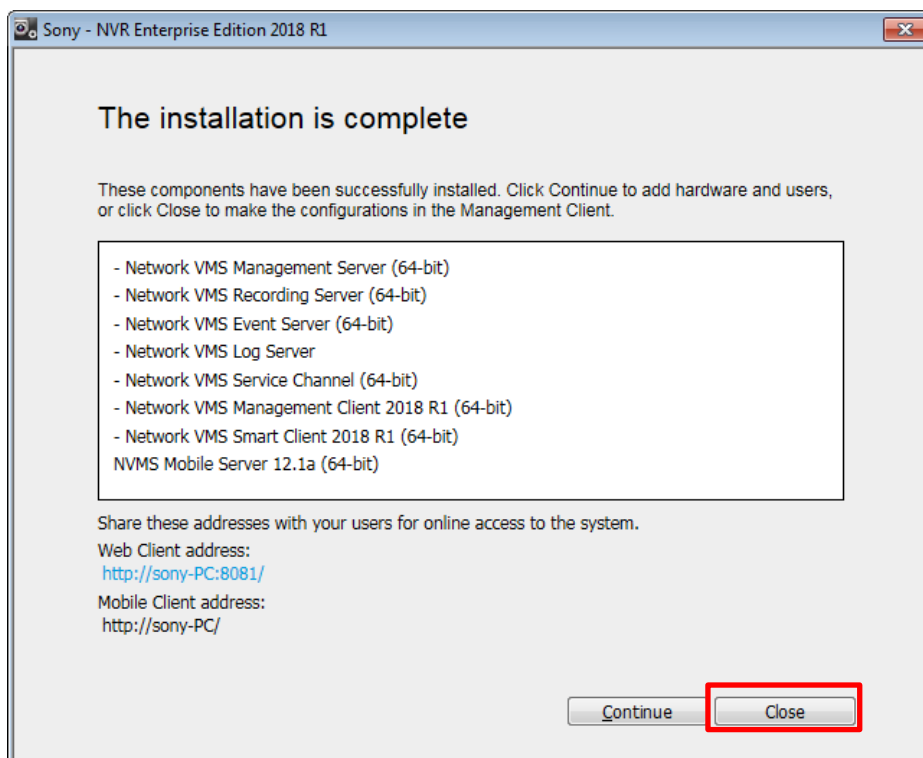 Sony - NVR Enterprise Edition 2018 R1
The installation is complete
These components have been successfully installed. Click Continue to add hardware and users,
or click Close to make the configurations in the Management Client.
- Network VMS Management Server (64-bit)
- Network VMS Recording Server (64-bit)
- Network VMS Event Server (64-bit)
- Network VMS Log Server
- Network VMS Service Channel (64-bit)
- Network VMS Management Client 2018 R1 (64-bit)
- Network VMS Smart Client 2018 R1 (64-bit)
NVMS Mobile Server 12.1a (64-bit)
Share these addresses with your users for online access to the system.
Web Client address:
http://sony-PC:8081/
Mobile Client address:
http://sony-PC/
Continue Close